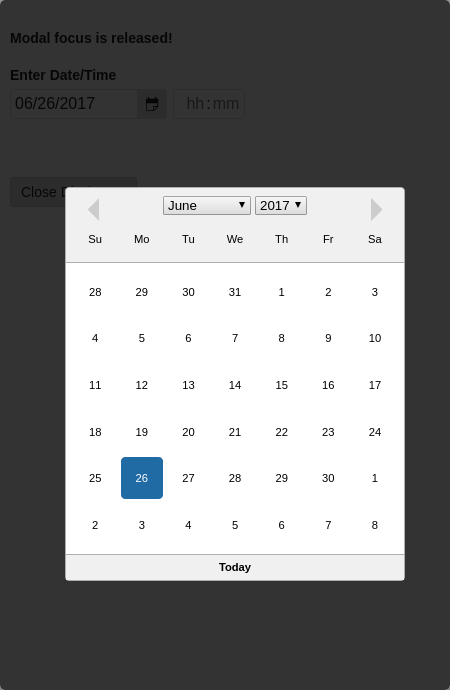 Modal focus is released!
Enter Date/Time
06/26/2017 hh:mm
Close
June 2017
Su Mo Tu We Th Fr Sa
28 29 30 31 1 2 3
4 5 6 7 8 9 10
11 12 13 14 15 16 17
18 19 20 21 22 23 24
25 26 27 28 29 30 1
2 3 4 5 6 7 8
Today